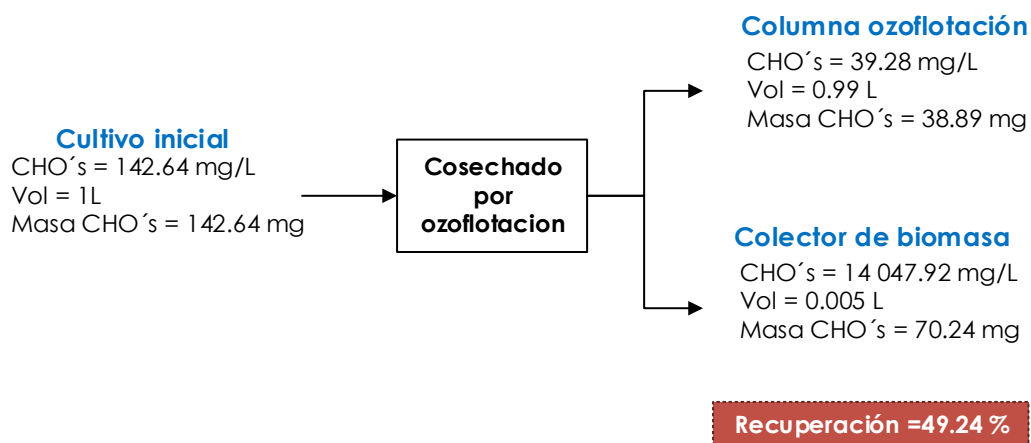 Cultivo inicial
CHO´s = 142.64 mg/L
Vol = 1L
Masa CHO´s = 142.64 mg
Cosechado
por
ozoflotacion
Columna ozoflotación
CHO´s = 39.28 mg/L
Vol = 0.99 L
Masa CHO´s = 38.89 mg
Colector de biomasa
CHO´s = 14 047.92 mg/L
Vol = 0.005 L
Masa CHO´s = 70.24 mg
Recuperación =49.24 %